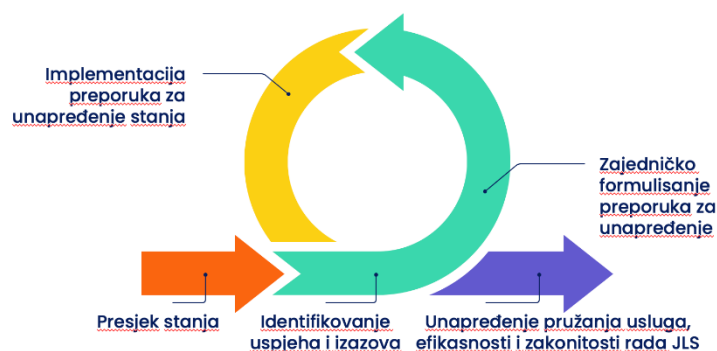 Implementacija
preporuka za
unapređenje stanja
Zajedničko
formulisanje
preporuka za
unapređenje
Presjek stanja
Identifikovanje
uspjeha i izazova
Unapređenje pružanja usluga,
efikasnosti i zakonitosti rada JLS